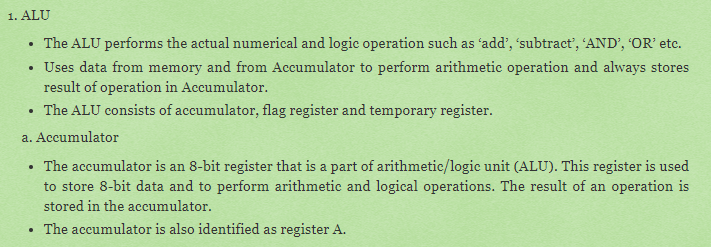 1. ALU
• The ALU performs the actual numerical and logic operation such as ‘add’, ‘subtract’, ‘AND’, ‘OR’ etc.
• Uses data from memory and from Accumulator to perform arithmetic operation and always stores
result of operation in Accumulator.
• The ALU consists of accumulator, flag register and temporary register.
a. Accumulator
• The accumulator is an 8-bit register that is a part of arithmetic/logic unit (ALU). This register is used
to store 8-bit data and to perform arithmetic and logical operations. The result of an operation is
stored in the accumulator.
• The accumulator is also identified as register A.